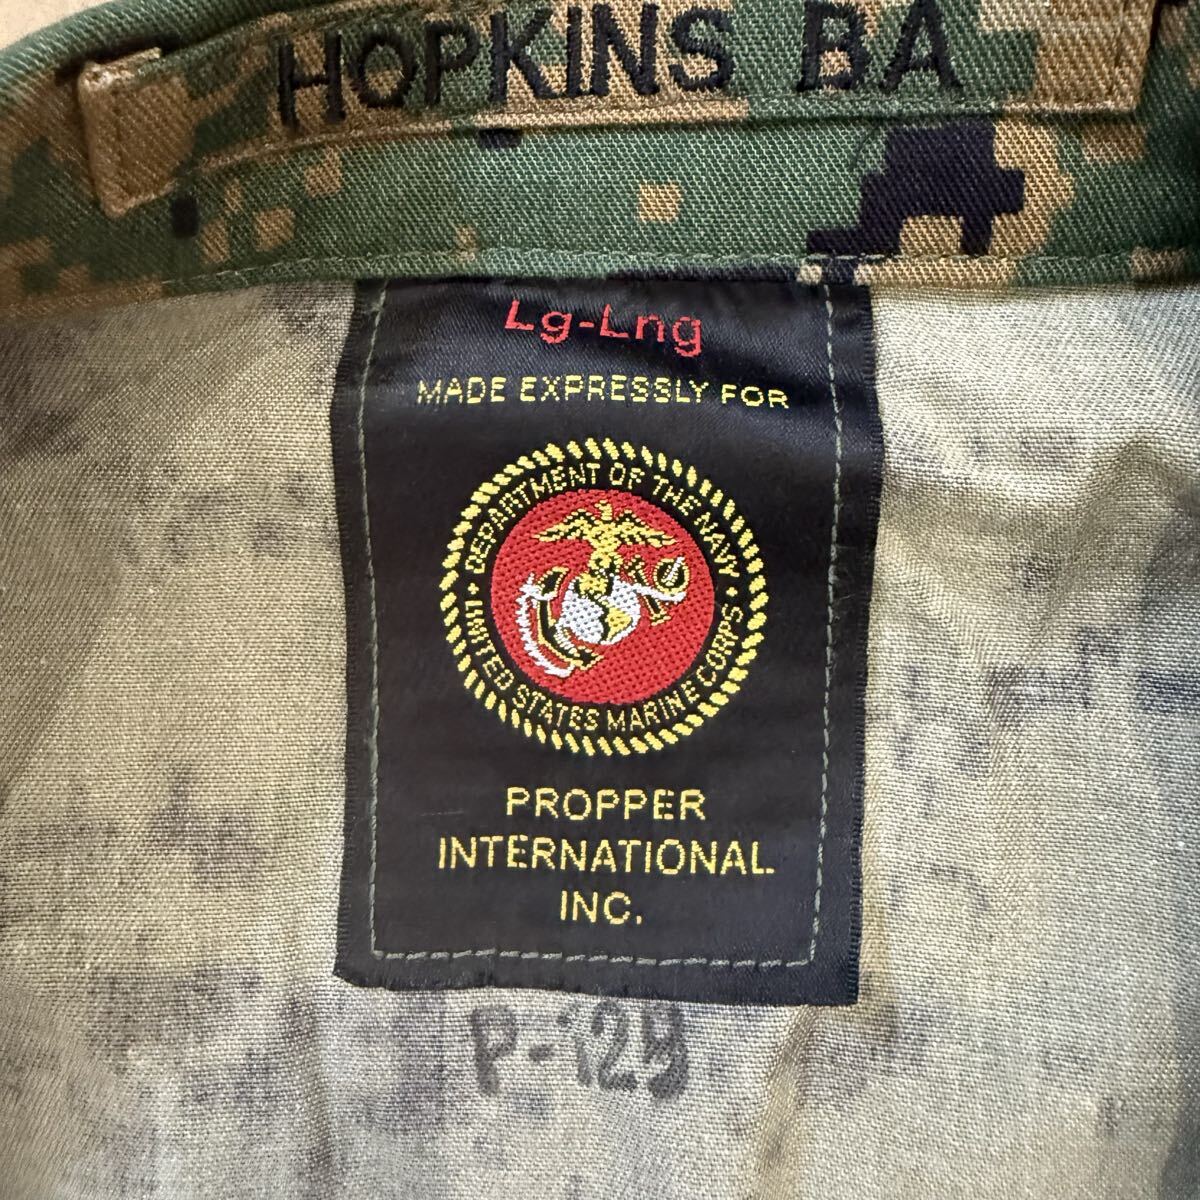 HOPKINS BA
Lg-Lng
MADE EXPRESSLY FOR
DEPARTMENT OF THE NAVY
UNITED STATES MARINE CORPS
PROPPER
INTERNATIONAL
INC.
P-129